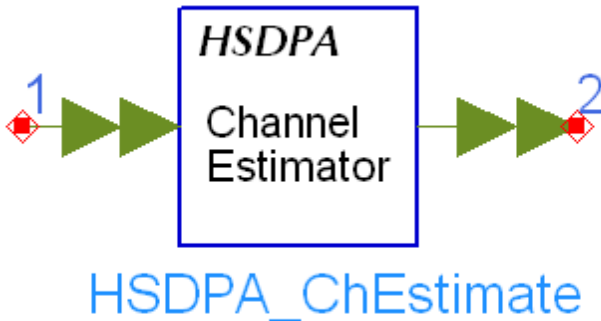 HSDPA
1
2
Channel
Estimator
HSDPA_ChEstimate